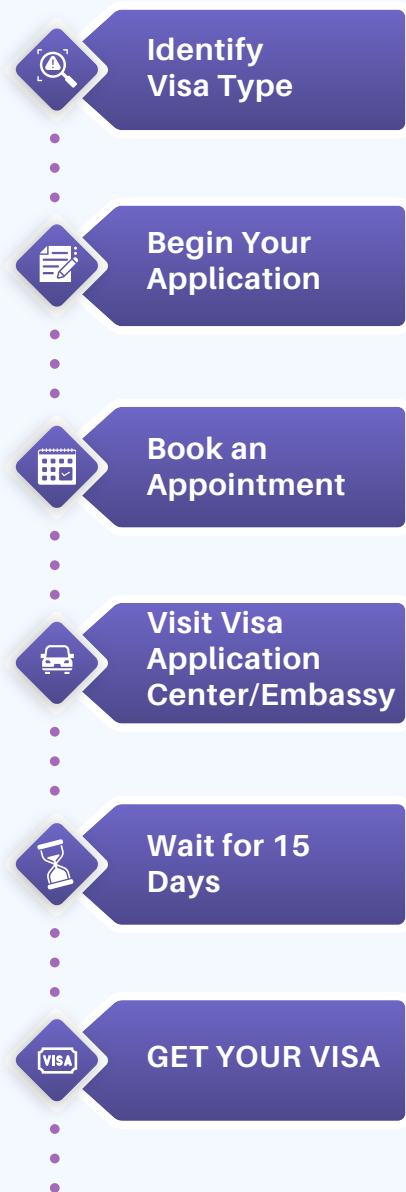 Identify
Visa Type
Begin Your
Application
Book an
Appointment
Visit Visa
Application
Center/Embassy
Wait for 15
Days
VISA
GET YOUR VISA